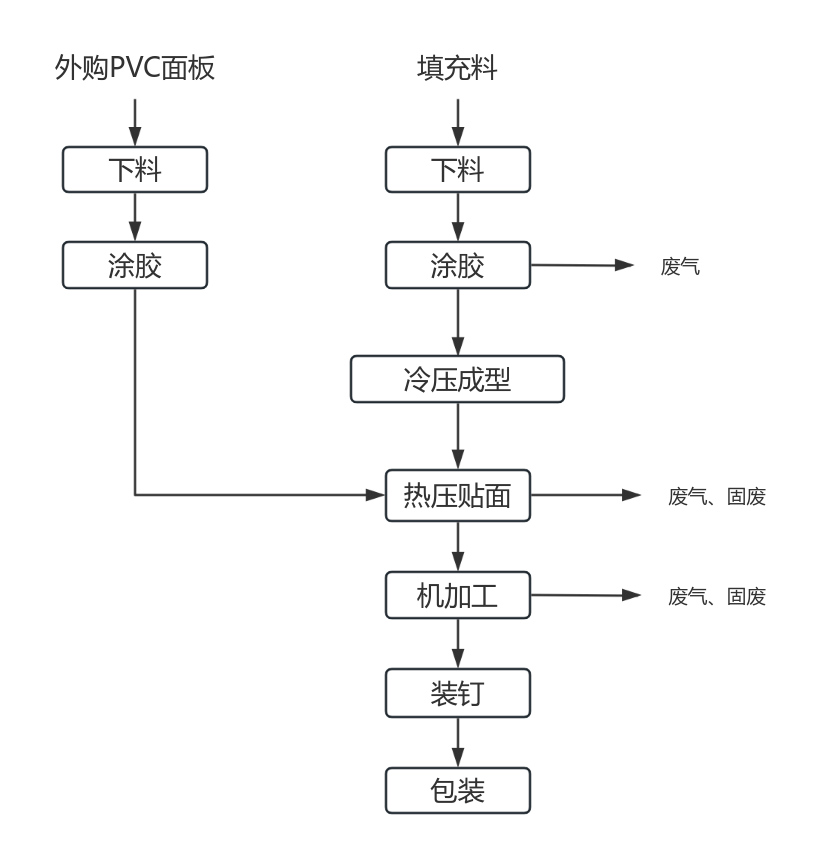 外购PVC面板
填充料
下料
下料
涂胶
涂胶
废气
冷压成型
热压贴面
废气、固废
机加工
废气、固废
装钉
包装